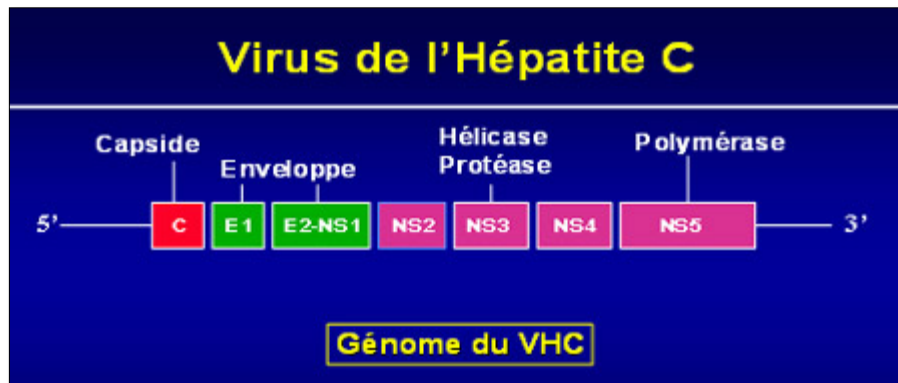 Virus de l'Hépatite C
Capside
Enveloppe
Hélicase
Protéase
Polymérase
5' C E1 E2-NS1 NS2 NS3 NS4 NS5 3'
Génome du VHC